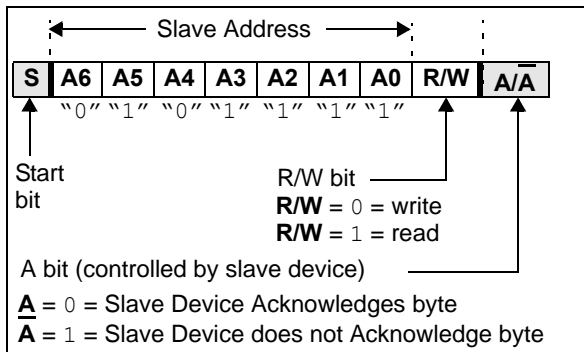 Slave Address
S A6 A5 A4 A3 A2 A1 A0 R/W A/A̅
“0” “1” “0” “1” “1” “1” “1”
Start
bit
R/W bit
R/W = 0 = write
R/W = 1 = read
A bit (controlled by slave device)
A = 0 = Slave Device Acknowledges byte
A̅ = 1 = Slave Device does not Acknowledge byte